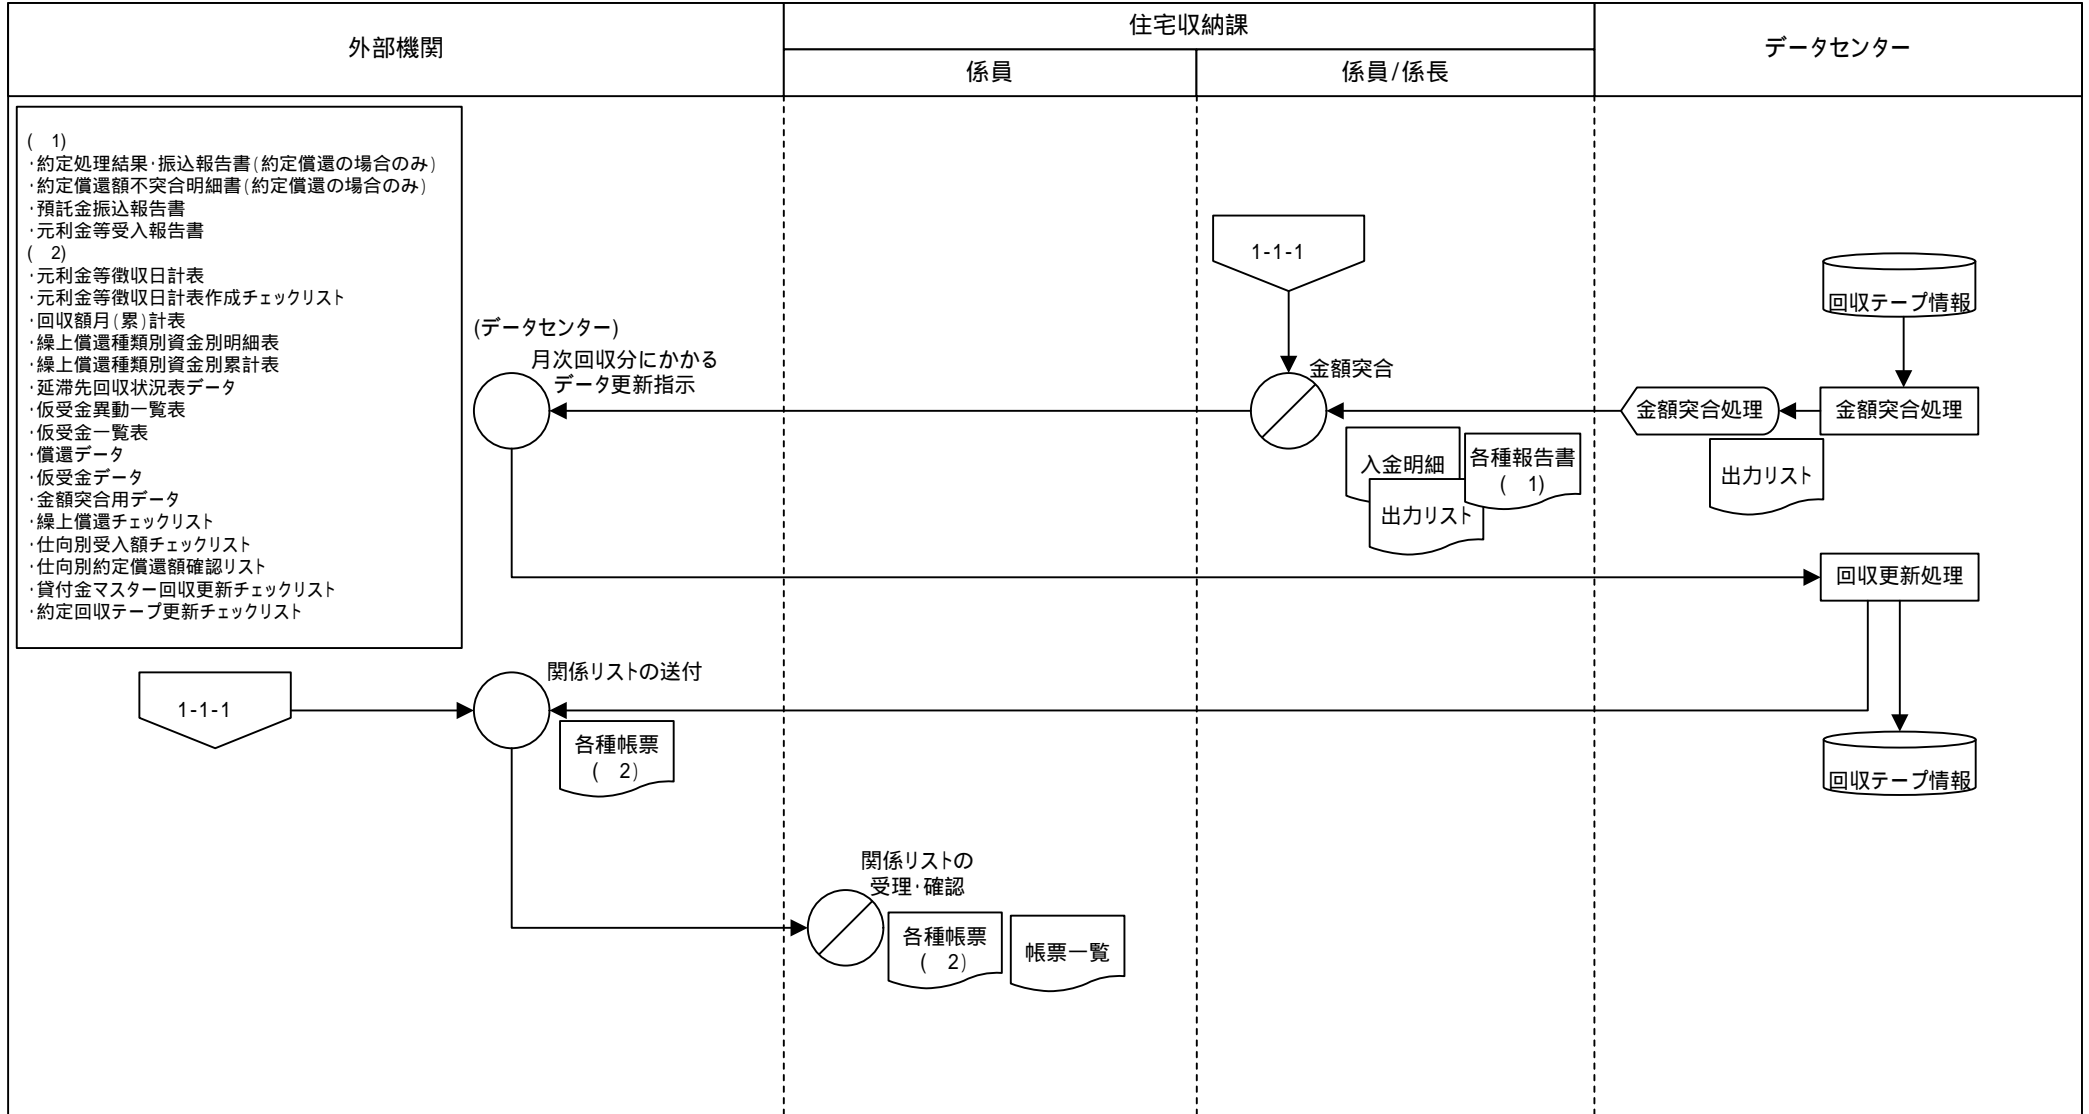 外部機関
住宅収納課
データセンター
係員
係員/係長
(　1)
･約定処理結果･振込報告書(約定償還の場合のみ)
･約定償還額不突合明細書(約定償還の場合のみ)
･預託金振込報告書
･元利金等受入報告書
(　2)
･元利金等徴収日計表
･元利金等徴収日計表作成チェックリスト
･回収額月(累)計表
･繰上償還種類別資金別明細表
･繰上償還種類別資金別累計表
･延滞先回収状況表データ
･仮受金異動一覧表
･仮受金一覧表
･償還データ
･仮受金データ
･金額突合用データ
･繰上償還チェックリスト
･仕向別受入額チェックリスト
･仕向別約定償還額確認リスト
･貸付金マスター回収更新チェックリスト
･約定回収テープ更新チェックリスト
1-1-1
回収テープ情報
(データセンター)
月次回収分にかかる
データ更新指示
金額突合
金額突合処理
金額突合処理
入金明細
出力リスト
各種報告書
(　1)
出力リスト
回収更新処理
1-1-1
関係リストの送付
各種帳票
(　2)
回収テープ情報
関係リストの
受理･確認
各種帳票
(　2)
帳票一覧